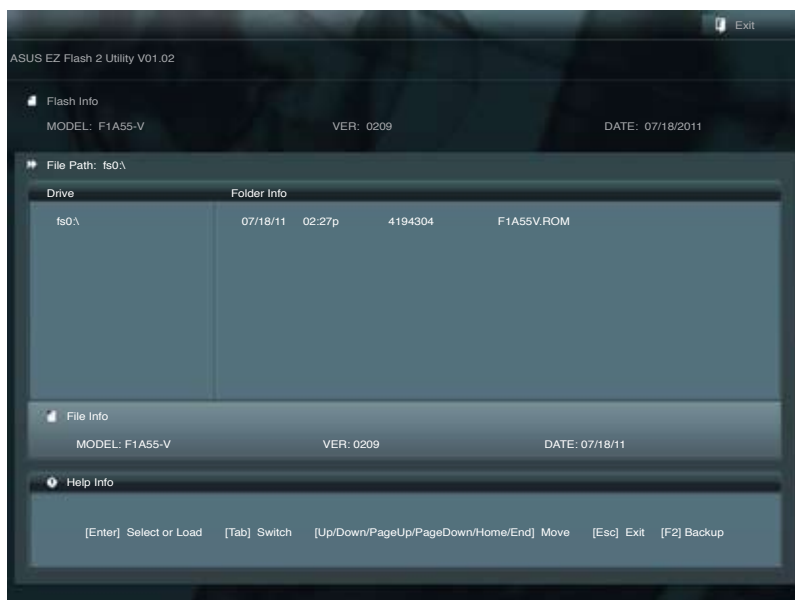 Exit
ASUS EZ Flash 2 Utility V01.02
Flash Info
MODEL: F1A55-V VER: 0209 DATE: 07/18/2011
File Path: fs0:\
Drive Folder Info
fs0:\ 07/18/11 02:27p 4194304 F1A55V.ROM
File Info
MODEL: F1A55-V VER: 0209 DATE: 07/18/11
Help Info
[Enter] Select or Load [Tab] Switch [Up/Down/PageUp/PageDown/Home/End] Move [Esc] Exit [F2] Backup